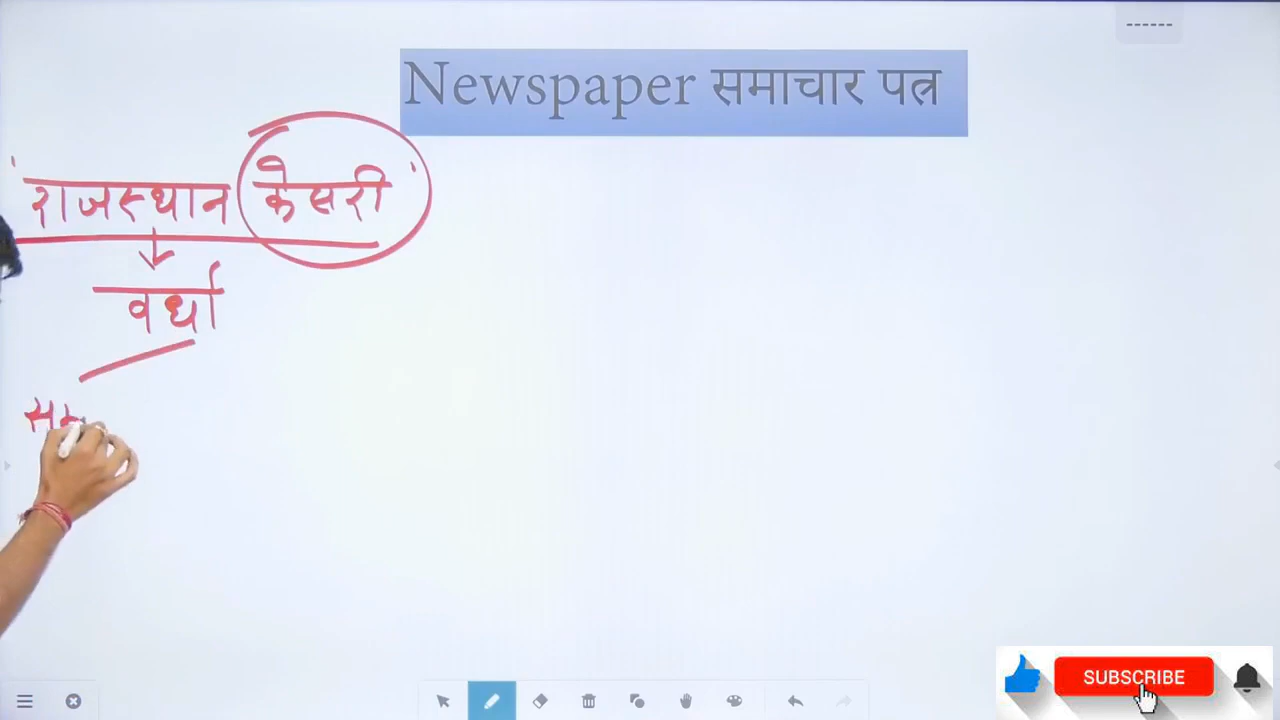 ------
Newspaper समाचार पत्र
'राजस्थान केसरी'
वर्धा
SUBSCRIBE